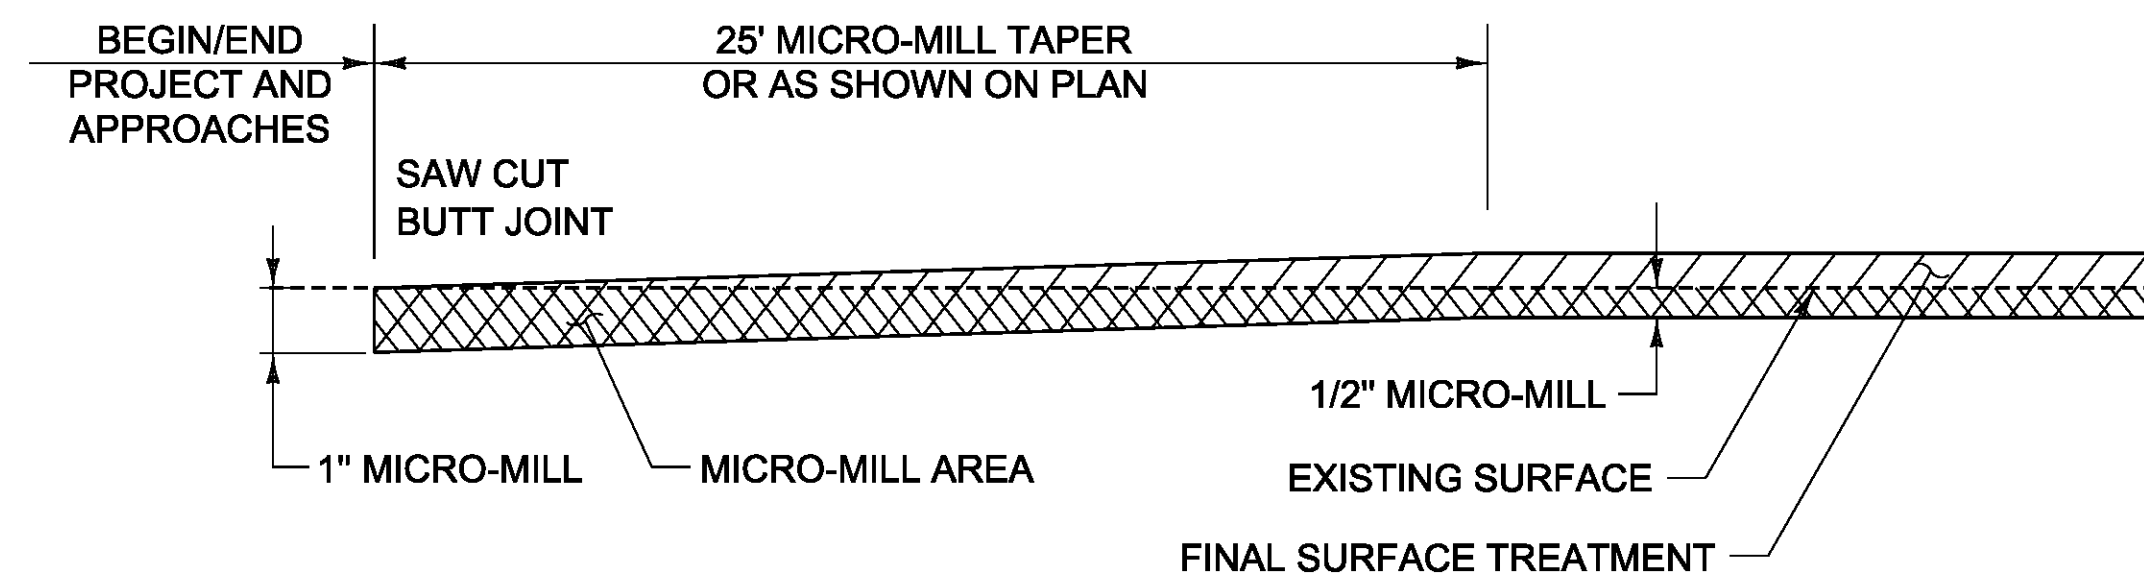 BEGIN/END
PROJECT AND
APPROACHES
25' MICRO-MILL TAPER
OR AS SHOWN ON PLAN
SAW CUT
BUTT JOINT
1/2" MICRO-MILL
1" MICRO-MILL
MICRO-MILL AREA
EXISTING SURFACE
FINAL SURFACE TREATMENT